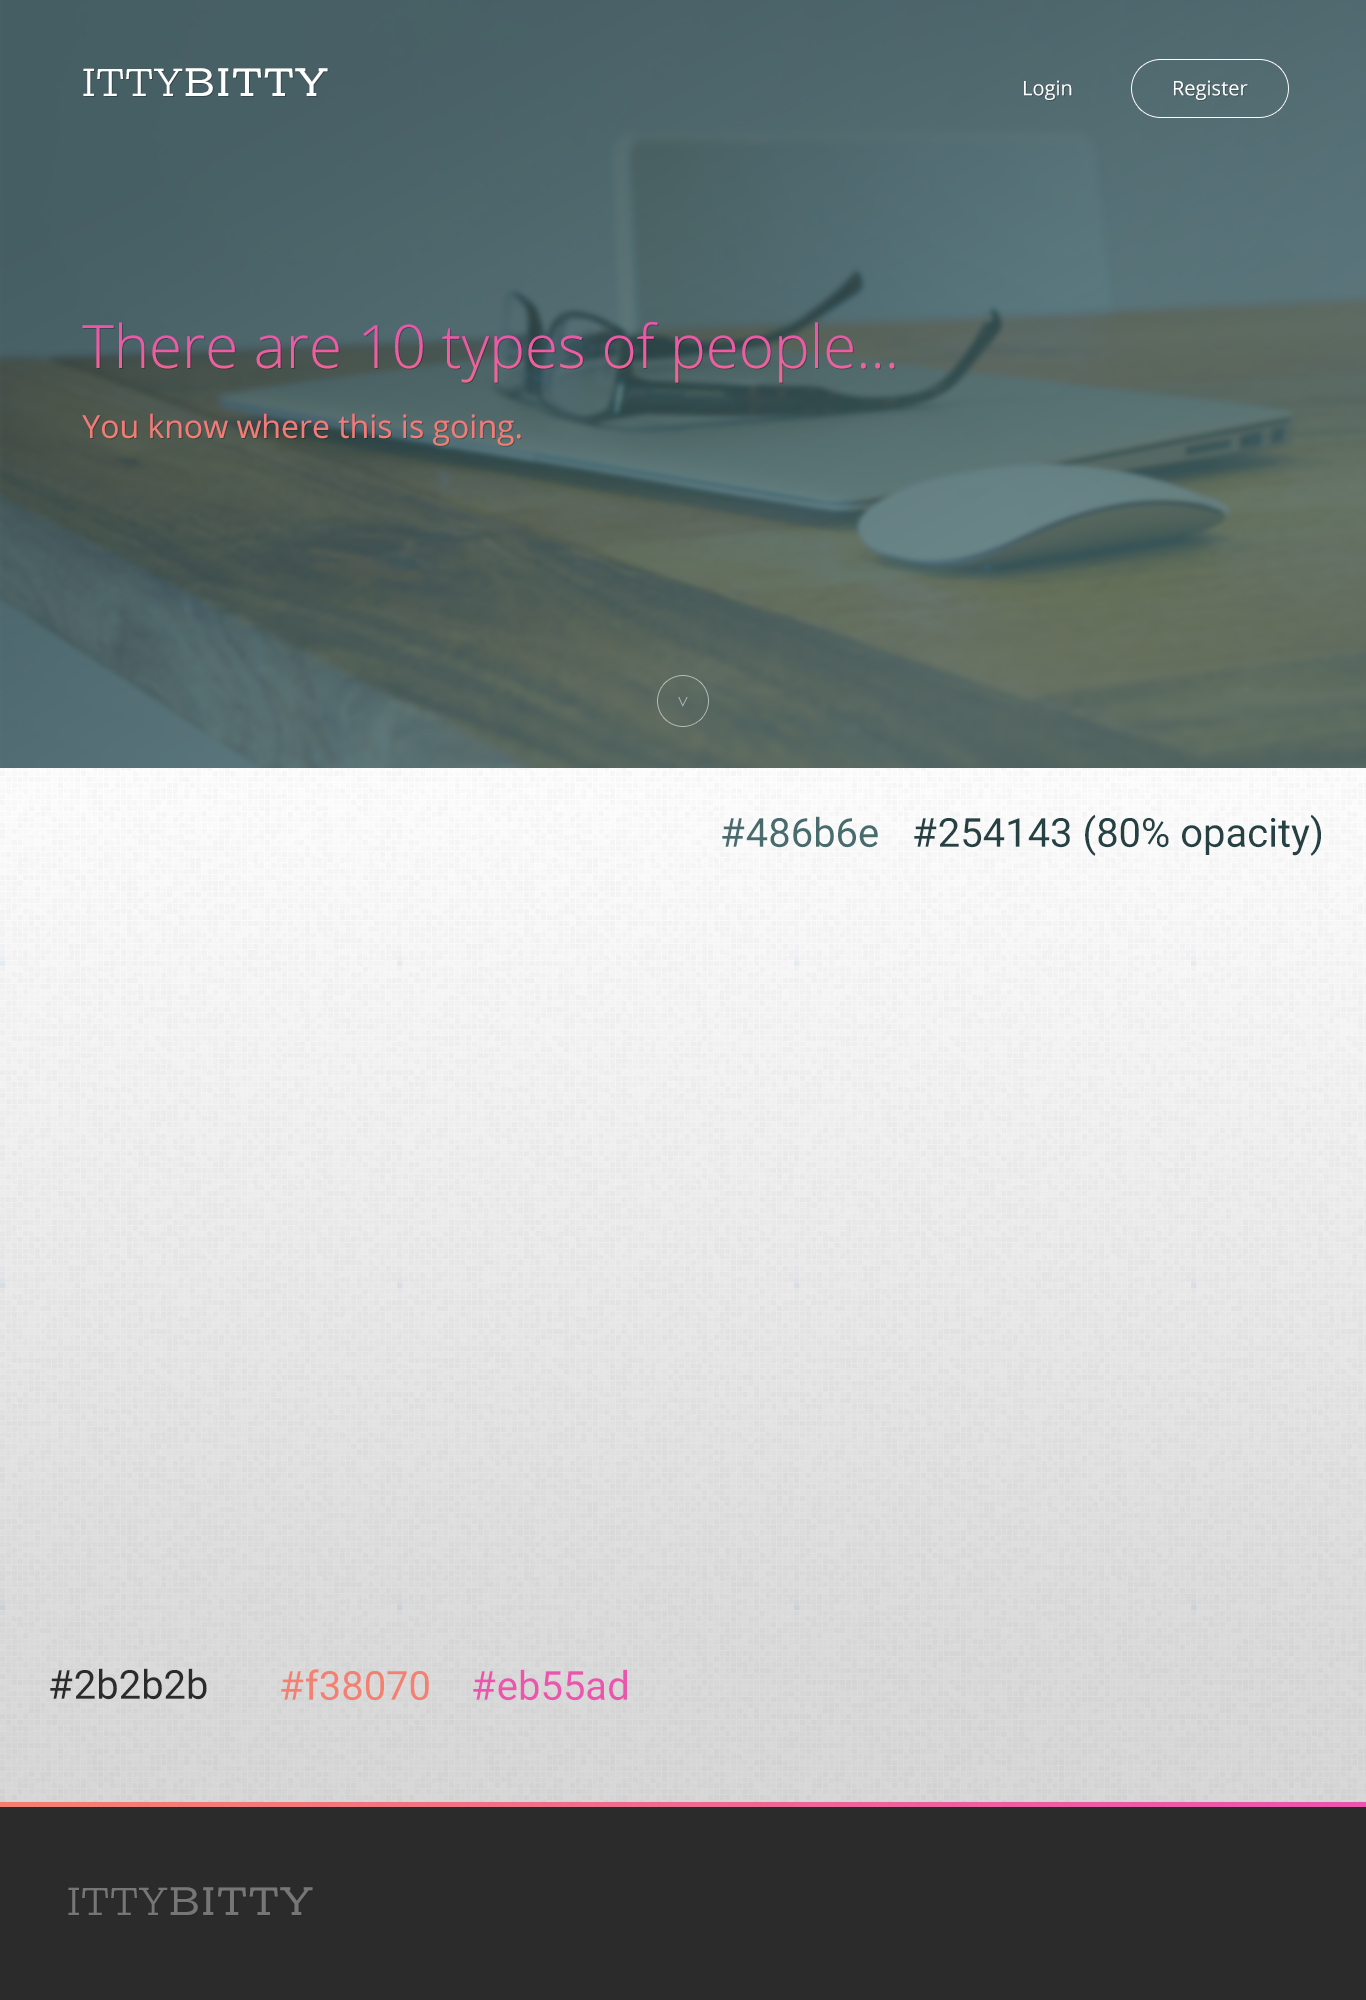 ITTYBITTY
Login
Register
There are 10 types of people...
You know where this is going.
V
#486b6e
#254143 (80% opacity)
#2b2b2b
#f38070
#eb55ad
ITTYBITTY